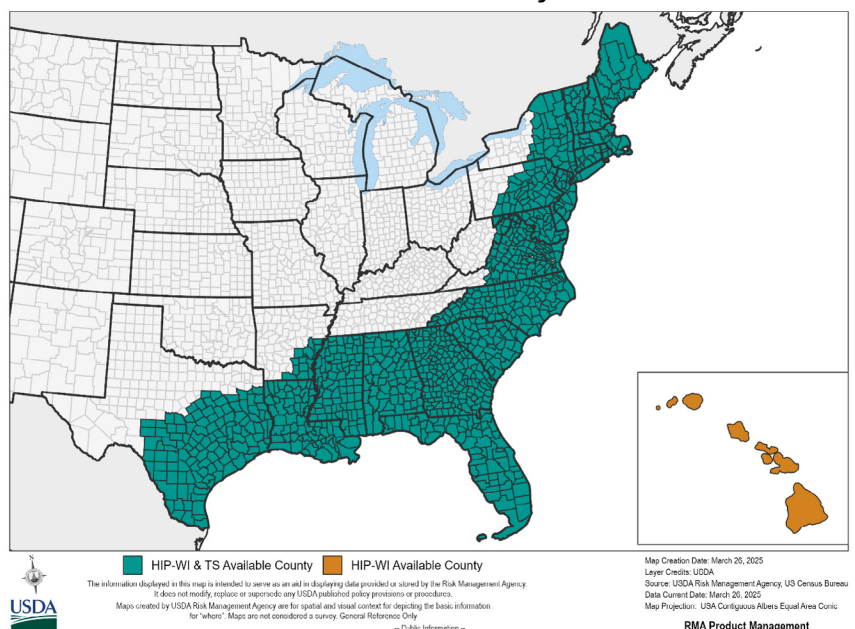 HIP-WI & TS Available County
HIP-WI Available County
The information displayed in this map is intended to serve as an aid in displaying data provided or stored by the Risk Management Agency.
It does not modify, replace or supersede any USDA published policy provisions or procedures.
Maps created by USDA Risk Management Agency are for spatial and visual context for depicting the basic information
for "where". Maps are not considered a survey. General Reference Only
-- Public Information --
N
USDA
Map Creation Date: March 26, 2025
Layer Credits: USDA
Source: USDA Risk Management Agency, US Census Bureau
Data Current Date: March 26, 2025
Map Projection: USA Contiguous Albers Equal Area Conic
RMA Product Management